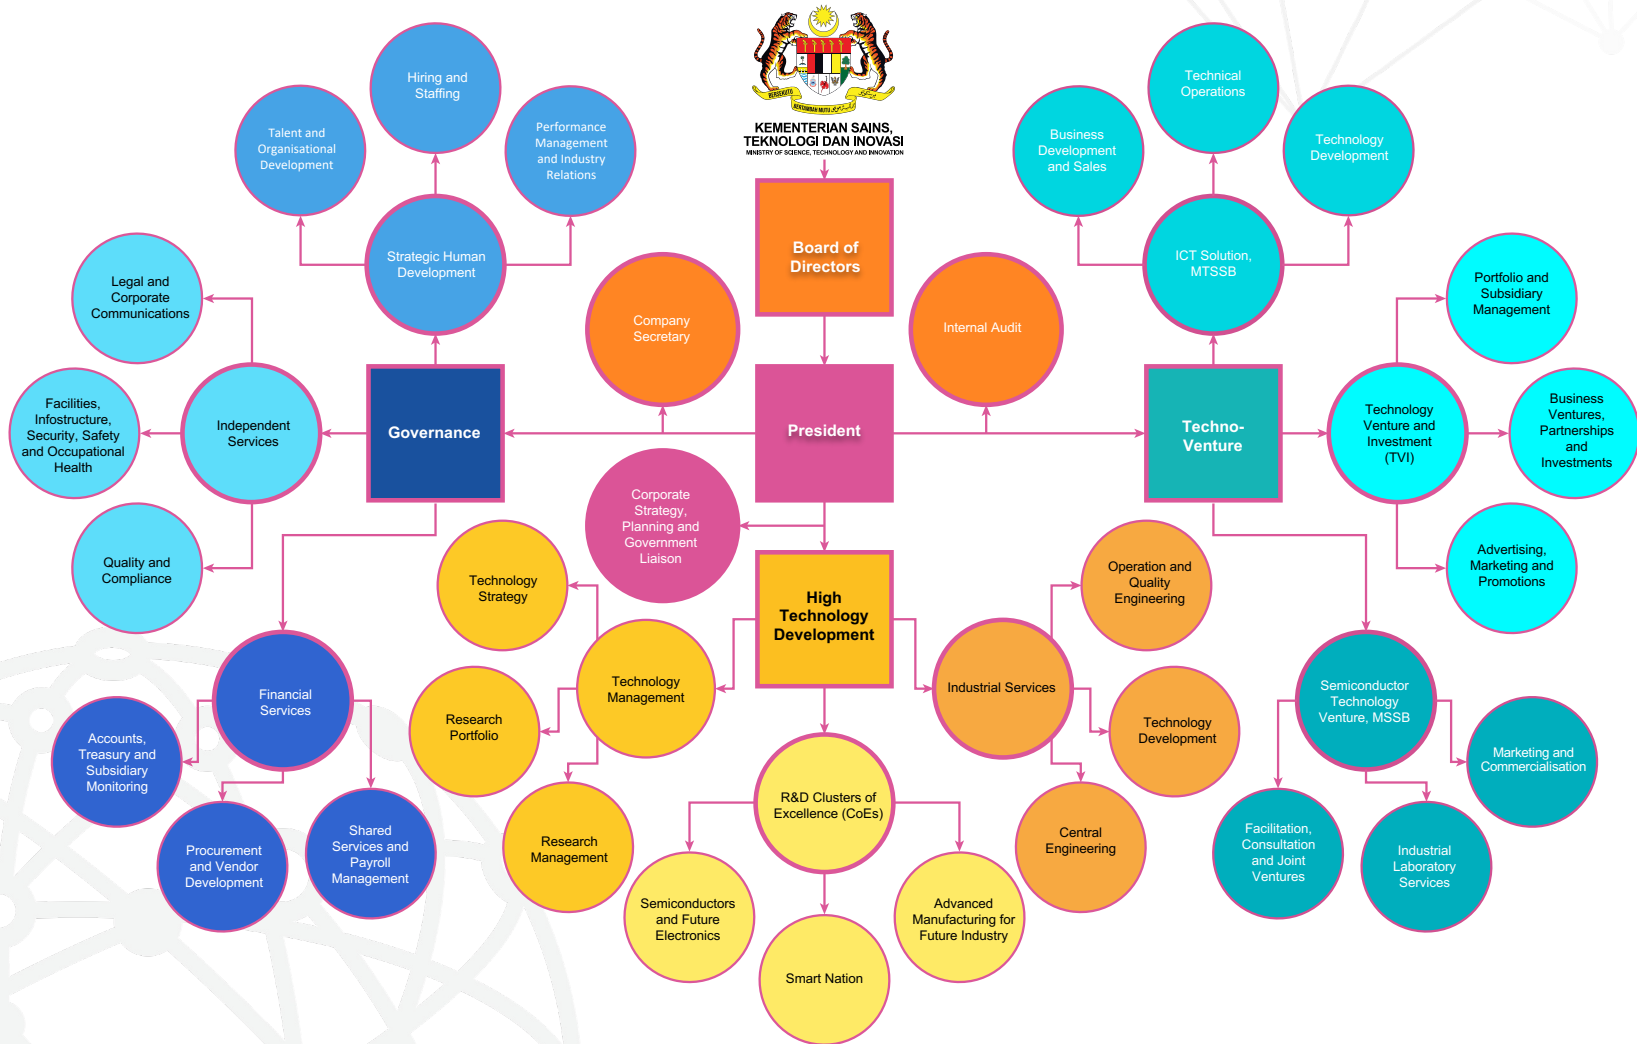 KEMENTERIAN SAINS,
TEKNOLOGI DAN INOVASI
MINISTRY OF SCIENCE, TECHNOLOGY AND INNOVATION
BERSEKUTU
BERTAMBAH MUTU
Hiring and
Staffing
Talent and
Organisational
Development
Performance
Management
and Industry
Relations
Strategic Human
Development
Technical
Operations
Business
Development
and Sales
Technology
Development
ICT Solution,
MTSSB
Board of
Directors
Company
Secretary
Internal Audit
Legal and
Corporate
Communications
Facilities,
Infostructure,
Security, Safety
and Occupational
Health
Independent
Services
Quality and
Compliance
Governance
President
Techno-
Venture
Technology
Venture and
Investment
(TVI)
Portfolio and
Subsidiary
Management
Business
Ventures,
Partnerships
and
Investments
Advertising,
Marketing and
Promotions
Corporate
Strategy,
Planning and
Government
Liaison
High
Technology
Development
Technology
Strategy
Technology
Management
Research
Portfolio
Research
Management
Operation and
Quality
Engineering
Industrial Services
Technology
Development
Central
Engineering
R&D Clusters of
Excellence (CoEs)
Semiconductors
and Future
Electronics
Smart Nation
Advanced
Manufacturing for
Future Industry
Financial
Services
Accounts,
Treasury and
Subsidiary
Monitoring
Procurement
and Vendor
Development
Shared
Services and
Payroll
Management
Semiconductor
Technology
Venture, MSSB
Marketing and
Commercialisation
Facilitation,
Consultation
and Joint
Ventures
Industrial
Laboratory
Services